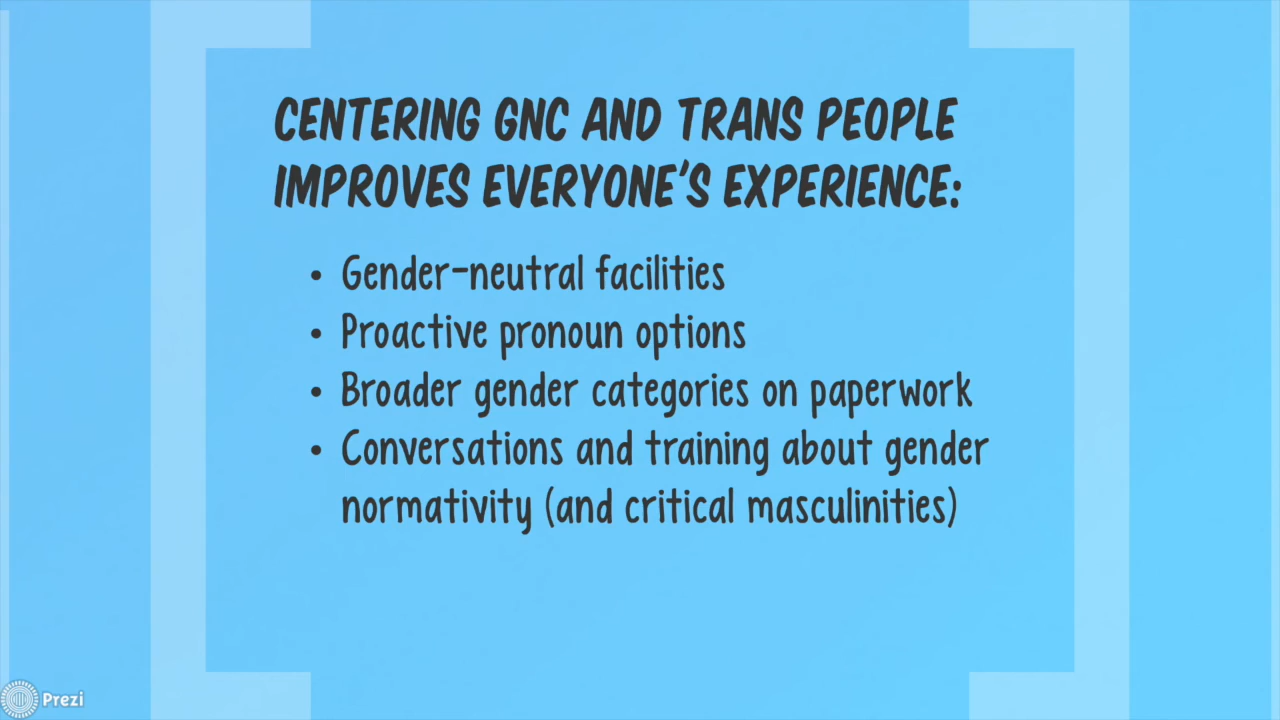 CENTERING GNC AND TRANS PEOPLE
IMPROVES EVERYONE'S EXPERIENCE:
• Gender-neutral facilities
• Proactive pronoun options
• Broader gender categories on paperwork
• Conversations and training about gender
normativity (and critical masculinities)
Prezi